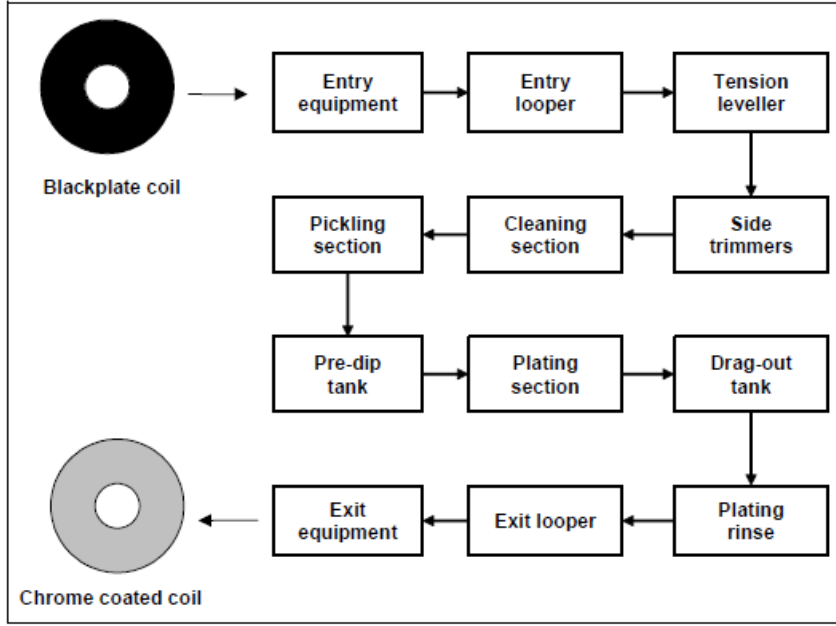 Entry
equipment
Entry
looper
Tension
leveller
Blackplate coil
Pickling
section
Cleaning
section
Side
trimmers
Pre-dip
tank
Plating
section
Drag-out
tank
Exit
equipment
Exit looper
Plating
rinse
Chrome coated coil